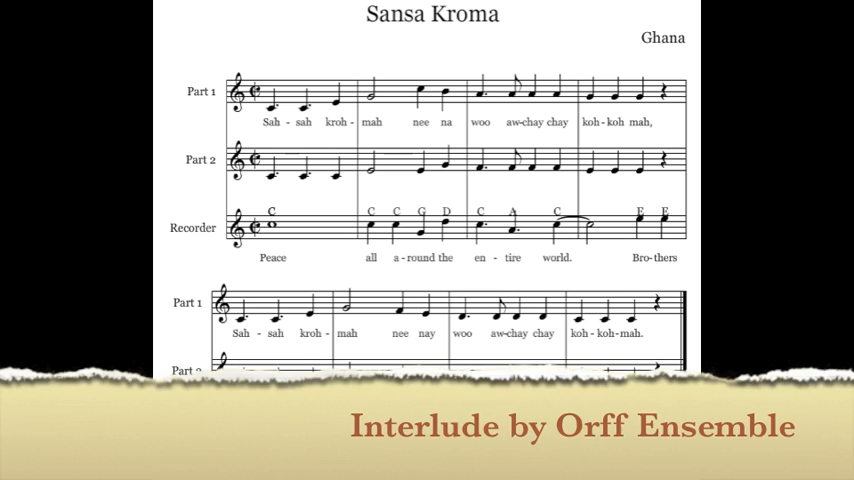 Sansa Kroma
Ghana
Part 1
Sah - sah kroh - mah nee na woo aw-chay chay koh - koh mah,
Part 2
C C C G D C A C E E
Recorder
Peace all a - round the en - tire world. Bro - thers
Part 1
Sah - sah kroh - mah nee nay woo aw-chay chay koh - koh-mah.
Part 2
Interlude by Orff Ensemble